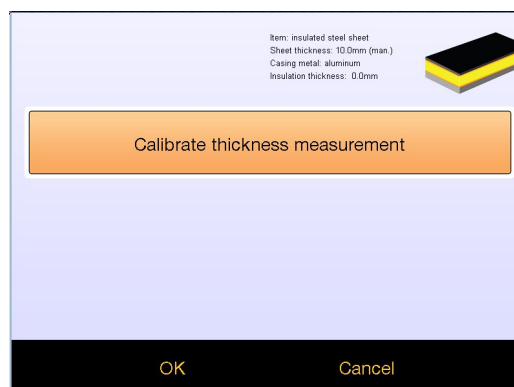 Item: insulated steel sheet
Sheet thickness: 10.0mm (man.)
Casing metal: aluminum
Insulation thickness: 0.0mm
Calibrate thickness measurement
OK Cancel